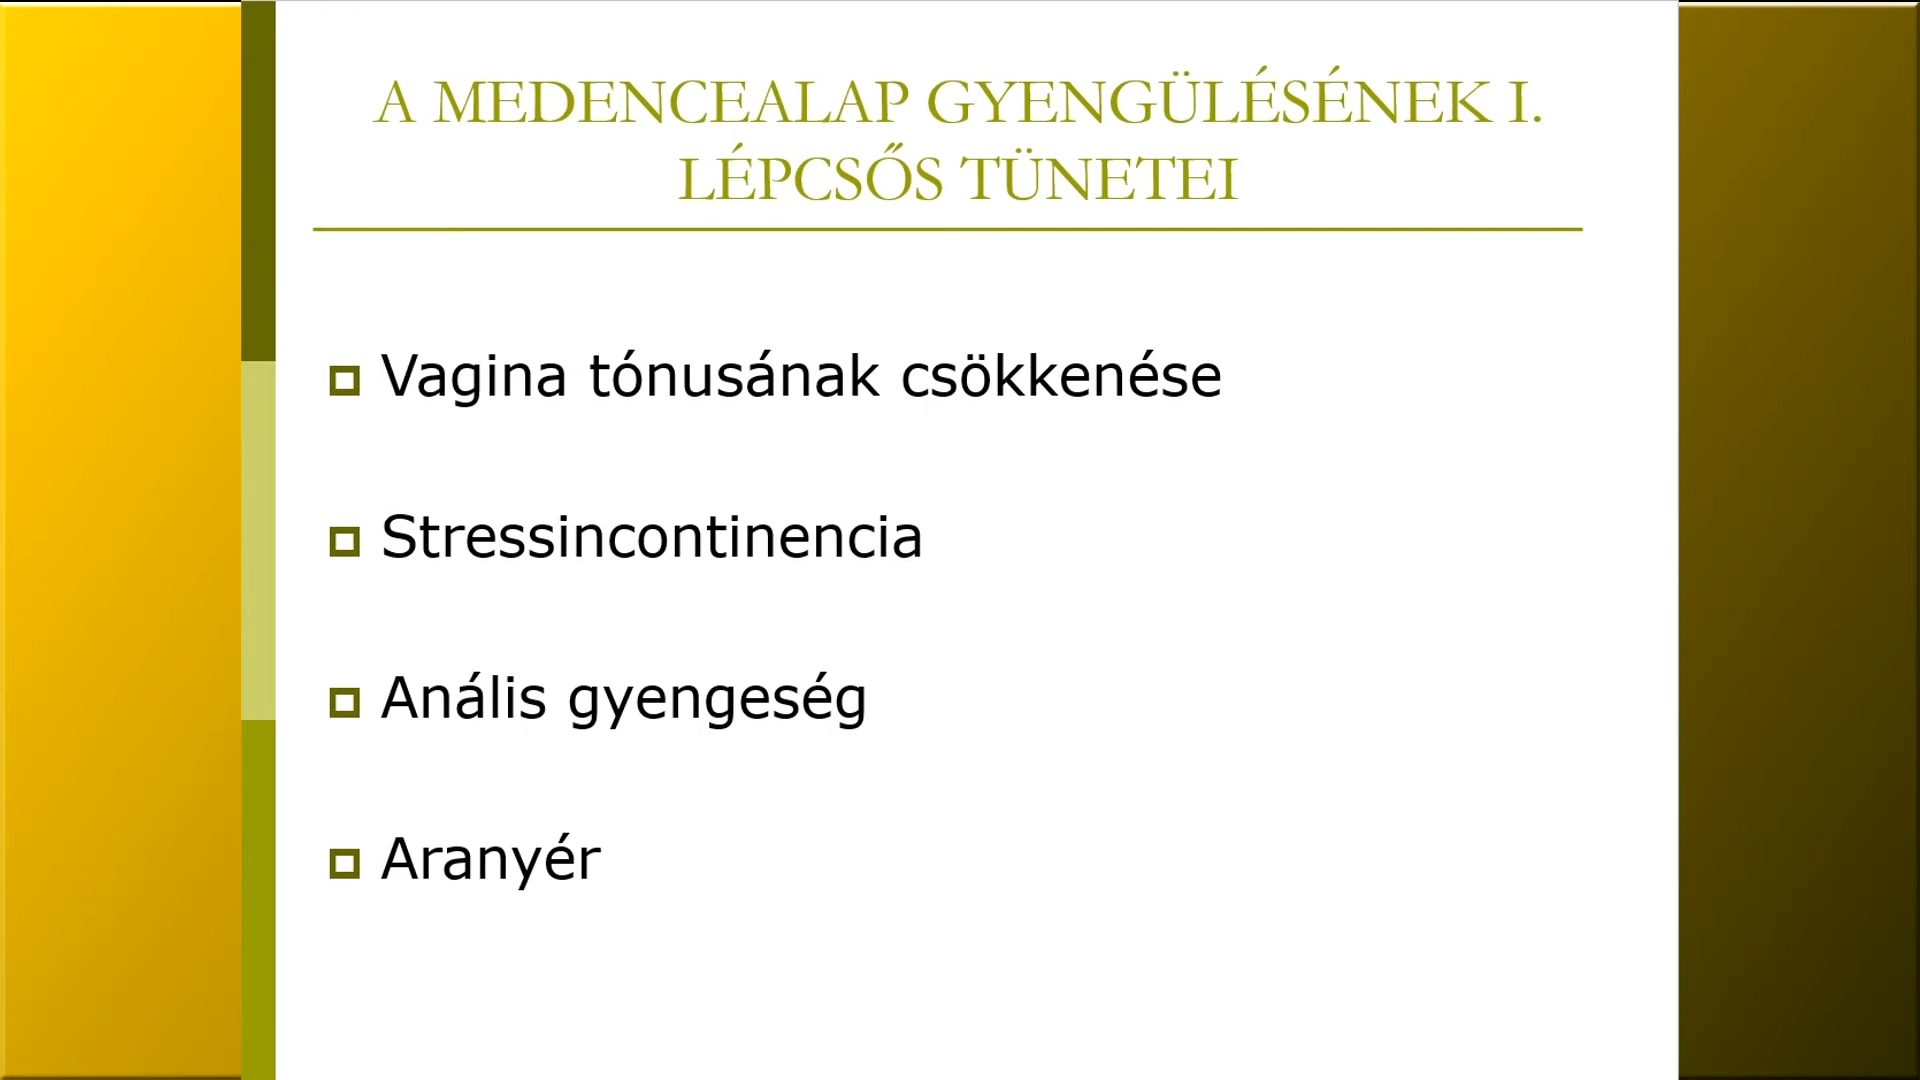 A MEDENCEALAP GYENGÜLÉSÉNEK I.
LÉPCSŐS TÜNETEI
Vagina tónusának csökkenése
Stressincontinencia
Anális gyengeség
Aranyér